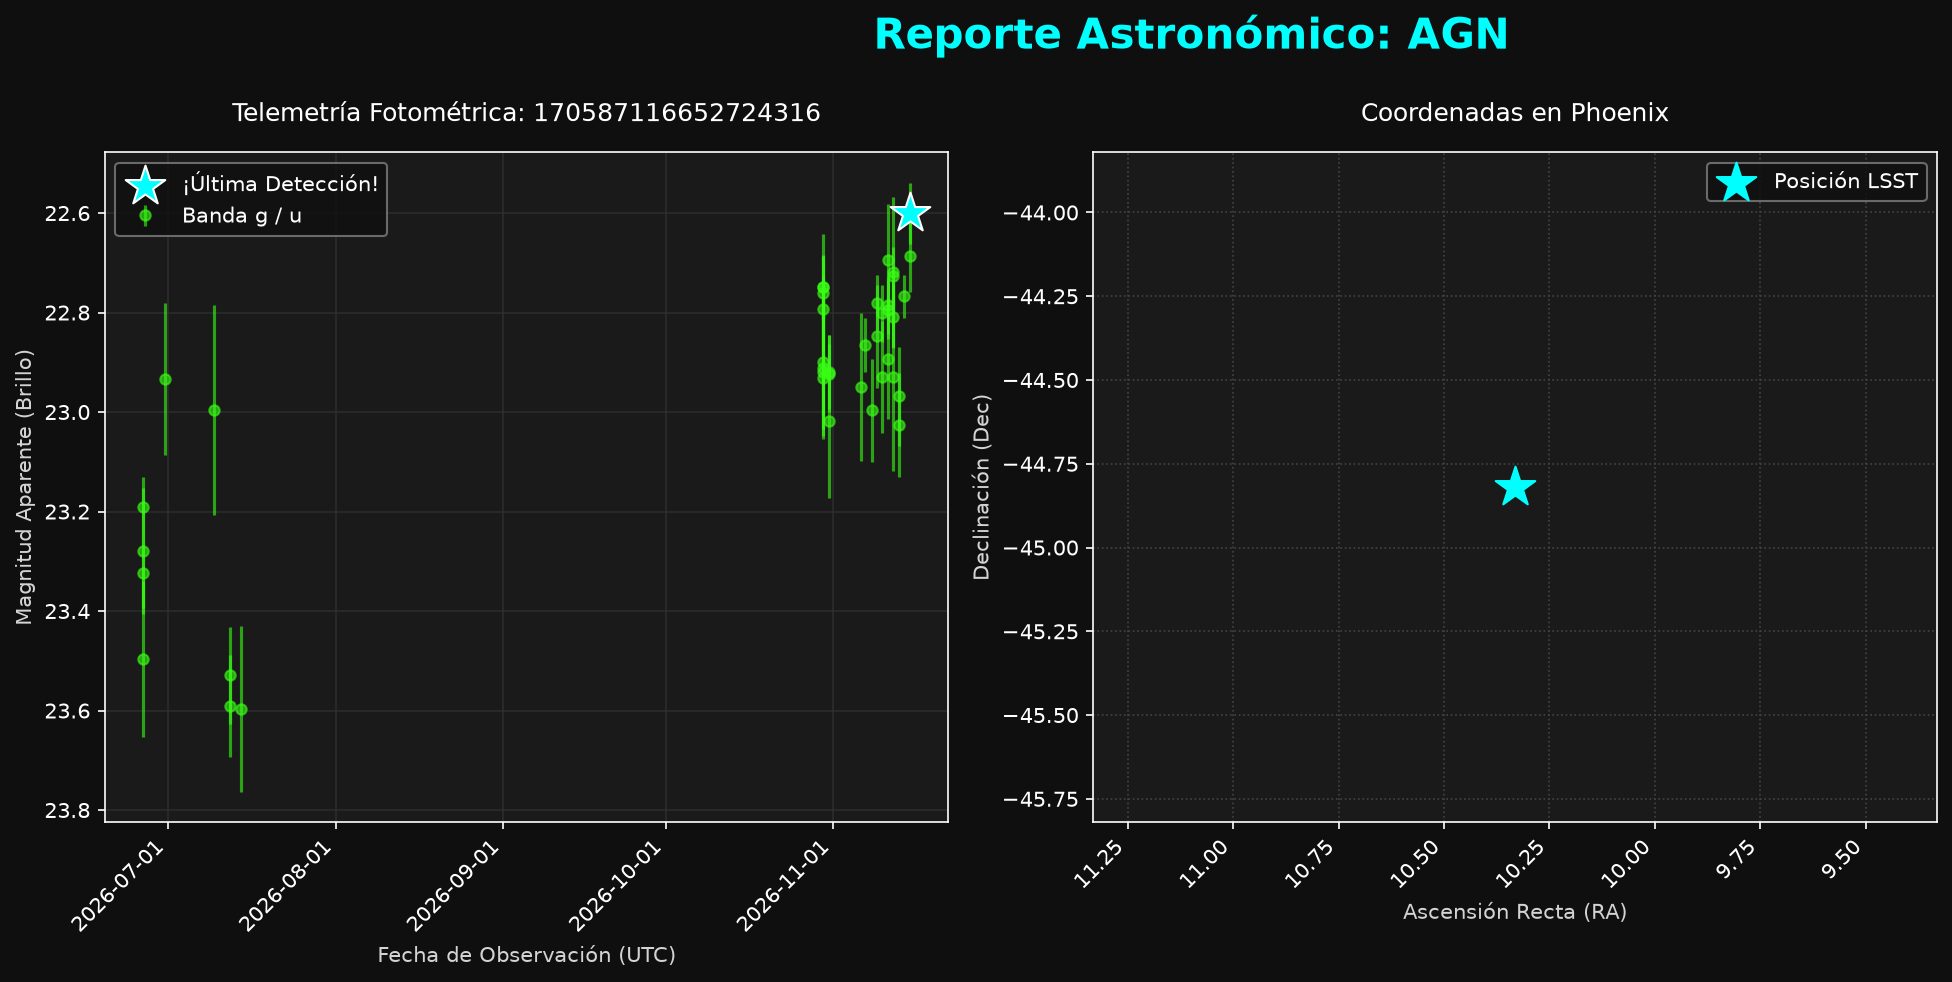 Reporte Astronómico: AGN
Telemetría Fotométrica: 170587116652724316
¡Última Detección!
Banda g / u
Magnitud Aparente (Brillo)
22.6
22.8
23.0
23.2
23.4
23.6
23.8
2026-07-01
2026-08-01
2026-09-01
2026-10-01
2026-11-01
Fecha de Observación (UTC)
Coordenadas en Phoenix
Posición LSST
Declinación (Dec)
−44.00
−44.25
−44.50
−44.75
−45.00
−45.25
−45.50
−45.75
11.25
11.00
10.75
10.50
10.25
10.00
9.75
9.50
Ascensión Recta (RA)